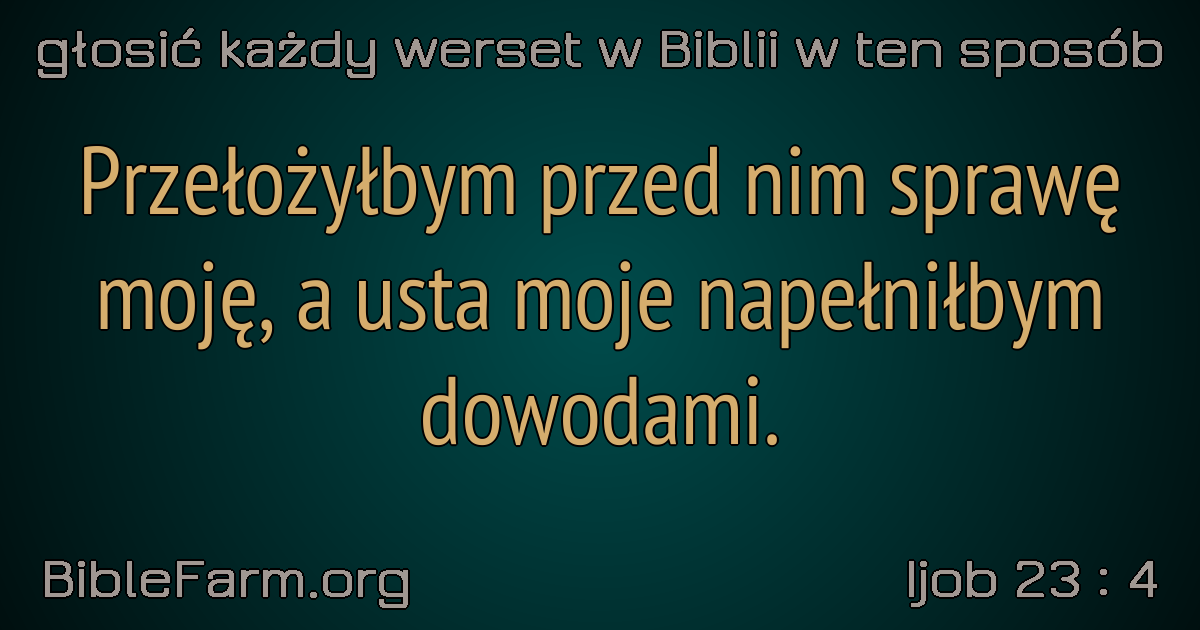 głosić każdy werset w Biblii w ten sposób
Przełożyłbym przed nim sprawę
moję, a usta moje napełniłbym
dowodami.
BibleFarm.org
Ijob 23 : 4